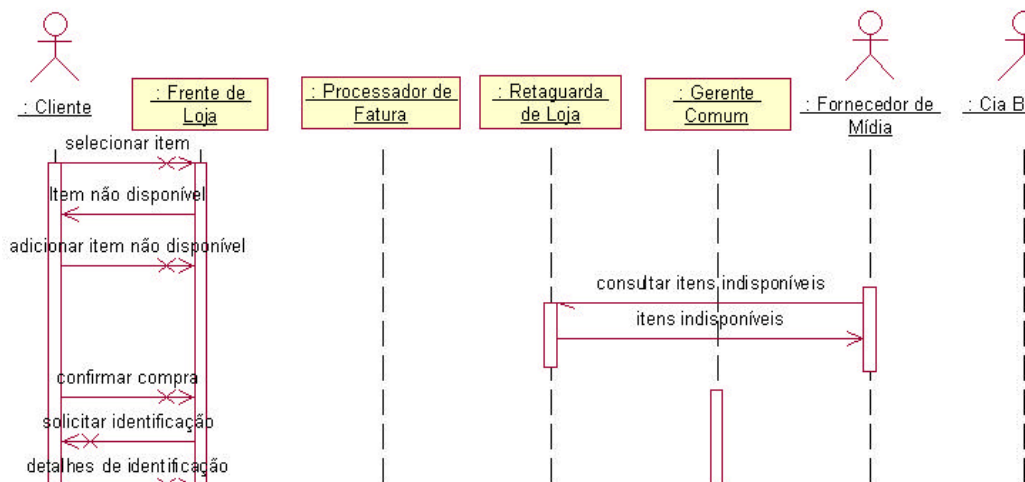 : Cliente
: Frente de
Loja
: Processador de
Fatura
: Retaguarda
de Loja
: Gerente
Comum
: Fornecedor de
Mídia
: Cia B
selecionar item
Item não disponível
adicionar item não disponível
consultar itens indisponíveis
itens indisponíveis
confirmar compra
solicitar identificação
detalhes de identificação